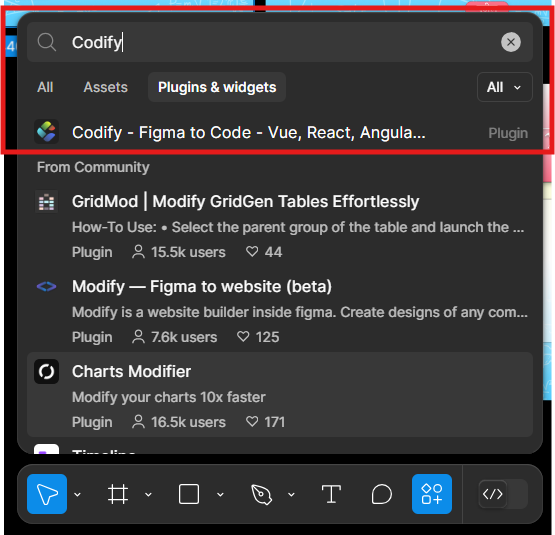 Codify
All Assets Plugins & widgets All
Codify - Figma to Code - Vue, React, Angula... Plugin
From Community
GridMod | Modify GridGen Tables Effortlessly
How-To Use: • Select the parent group of the table and launch the ...
Plugin 15.5k users 44
Modify — Figma to website (beta)
Modify is a website builder inside figma. Create designs of any com...
Plugin 7.6k users 125
Charts Modifier
Modify your charts 10x faster
Plugin 16.5k users 171